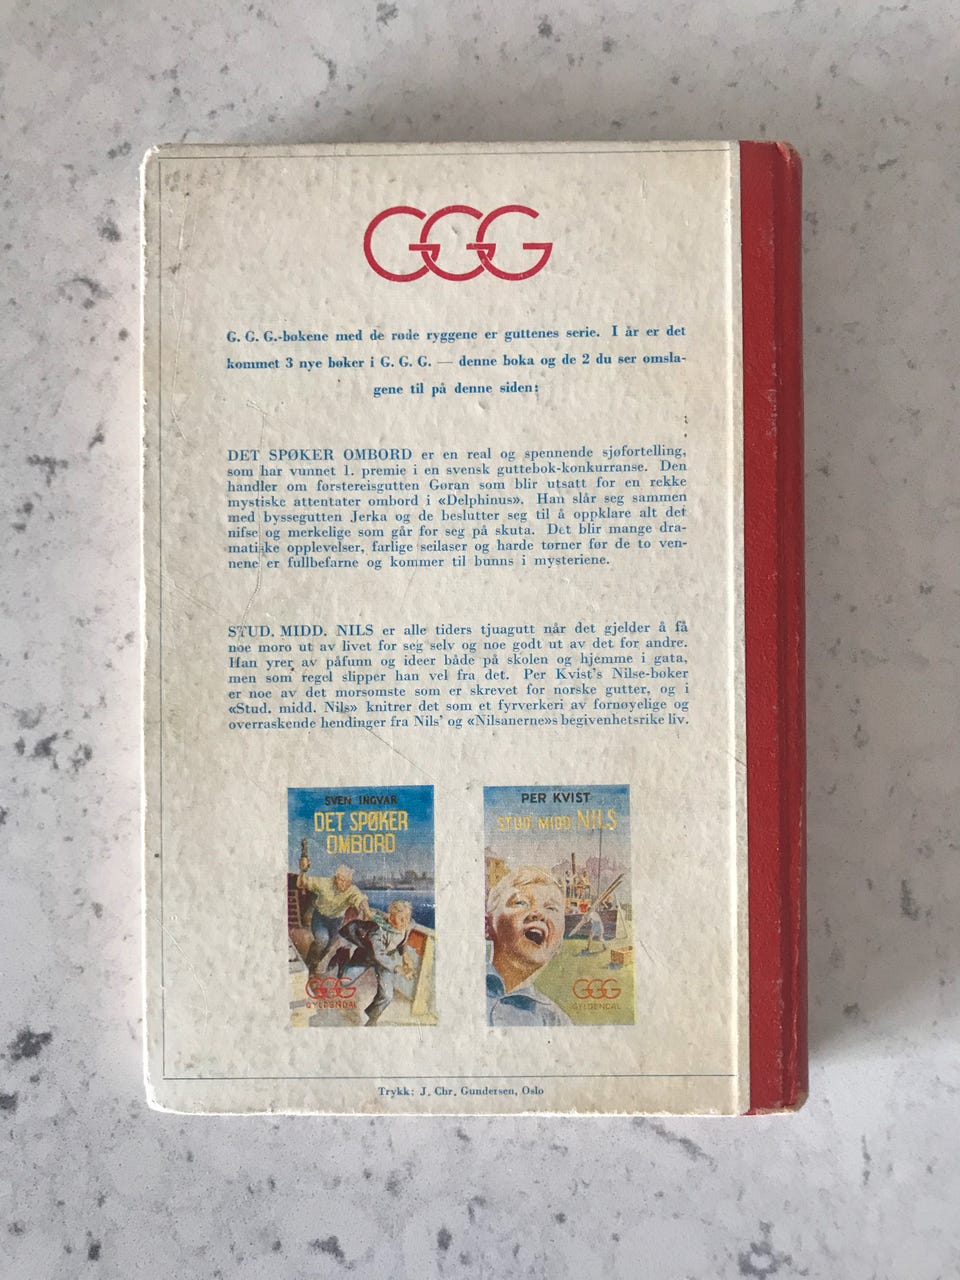 GGG
G. G. G.-bøkene med de røde ryggene er guttenes serie. I år er det
kommet 3 nye bøker i G. G. G. — denne boka og de 2 du ser omsla-
gene til på denne siden:
DET SPØKER OMBORD er en real og spennende sjøfortelling,
som har vunnet 1. premie i en svensk guttebok-konkurranse. Den
handler om førstereisgutten Gøran som blir utsatt for en rekke
mystiske attentater ombord i «Delphinus». Han slår seg sammen
med byssegutten Jerka og de beslutter seg til å oppklare alt det
nifse og merkelige som går for seg på skuta. Det blir mange dra-
matiske opplevelser, farlige seilaser og harde tørner før de to ven-
nene er fullbefarne og kommer til bunns i mysteriene.
STUD. MIDD. NILS er alle tiders tjuagutt når det gjelder å få
noe moro ut av livet for seg selv og noe godt ut av det for andre.
Han yrer av påfunn og ideer både på skolen og hjemme i gata,
men som regel slipper han vel fra det. Per Kvist's Nilse-bøker
er noe av det morsomste som er skrevet for norske gutter, og i
«Stud. midd. Nils» knitrer det som et fyrverkeri av fornøyelige og
overraskende hendinger fra Nils' og «Nilsanerne»s begivenhetsrike liv.
SVEN INGVAR
DET SPØKER
OMBORD
GGG
GYLDENDAL
PER KVIST
STUD. MIDD. NILS
GGG
GYLDENDAL
Trykk: J. Chr. Gundersen, Oslo